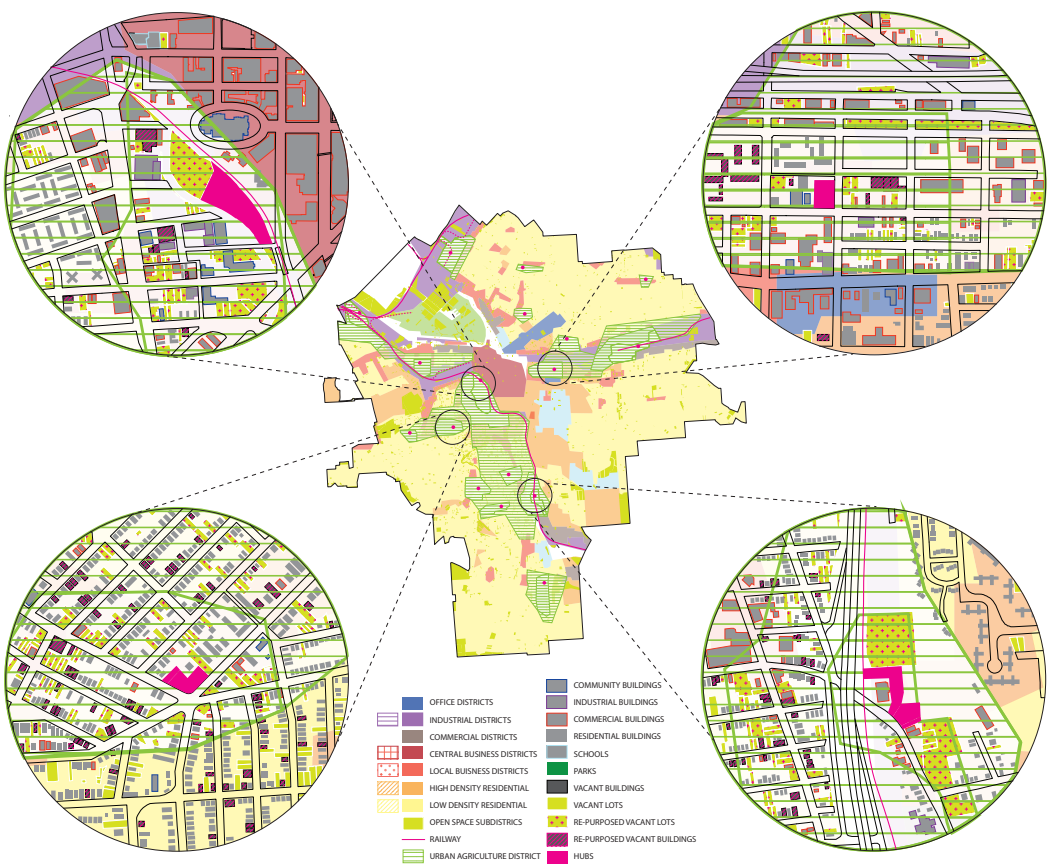 OFFICE DISTRICTS
INDUSTRIAL DISTRICTS
COMMERCIAL DISTRICTS
CENTRAL BUSINESS DISTRICTS
LOCAL BUSINESS DISTRICTS
HIGH DENSITY RESIDENTIAL
LOW DENSITY RESIDENTIAL
OPEN SPACE SUBDISTRICTS
RAILWAY
URBAN AGRICULTURE DISTRICT
COMMUNITY BUILDINGS
INDUSTRIAL BUILDINGS
COMMERCIAL BUILDINGS
RESIDENTIAL BUILDINGS
SCHOOLS
PARKS
VACANT BUILDINGS
VACANT LOTS
RE-PURPOSED VACANT LOTS
RE-PURPOSED VACANT BUILDINGS
HUBS